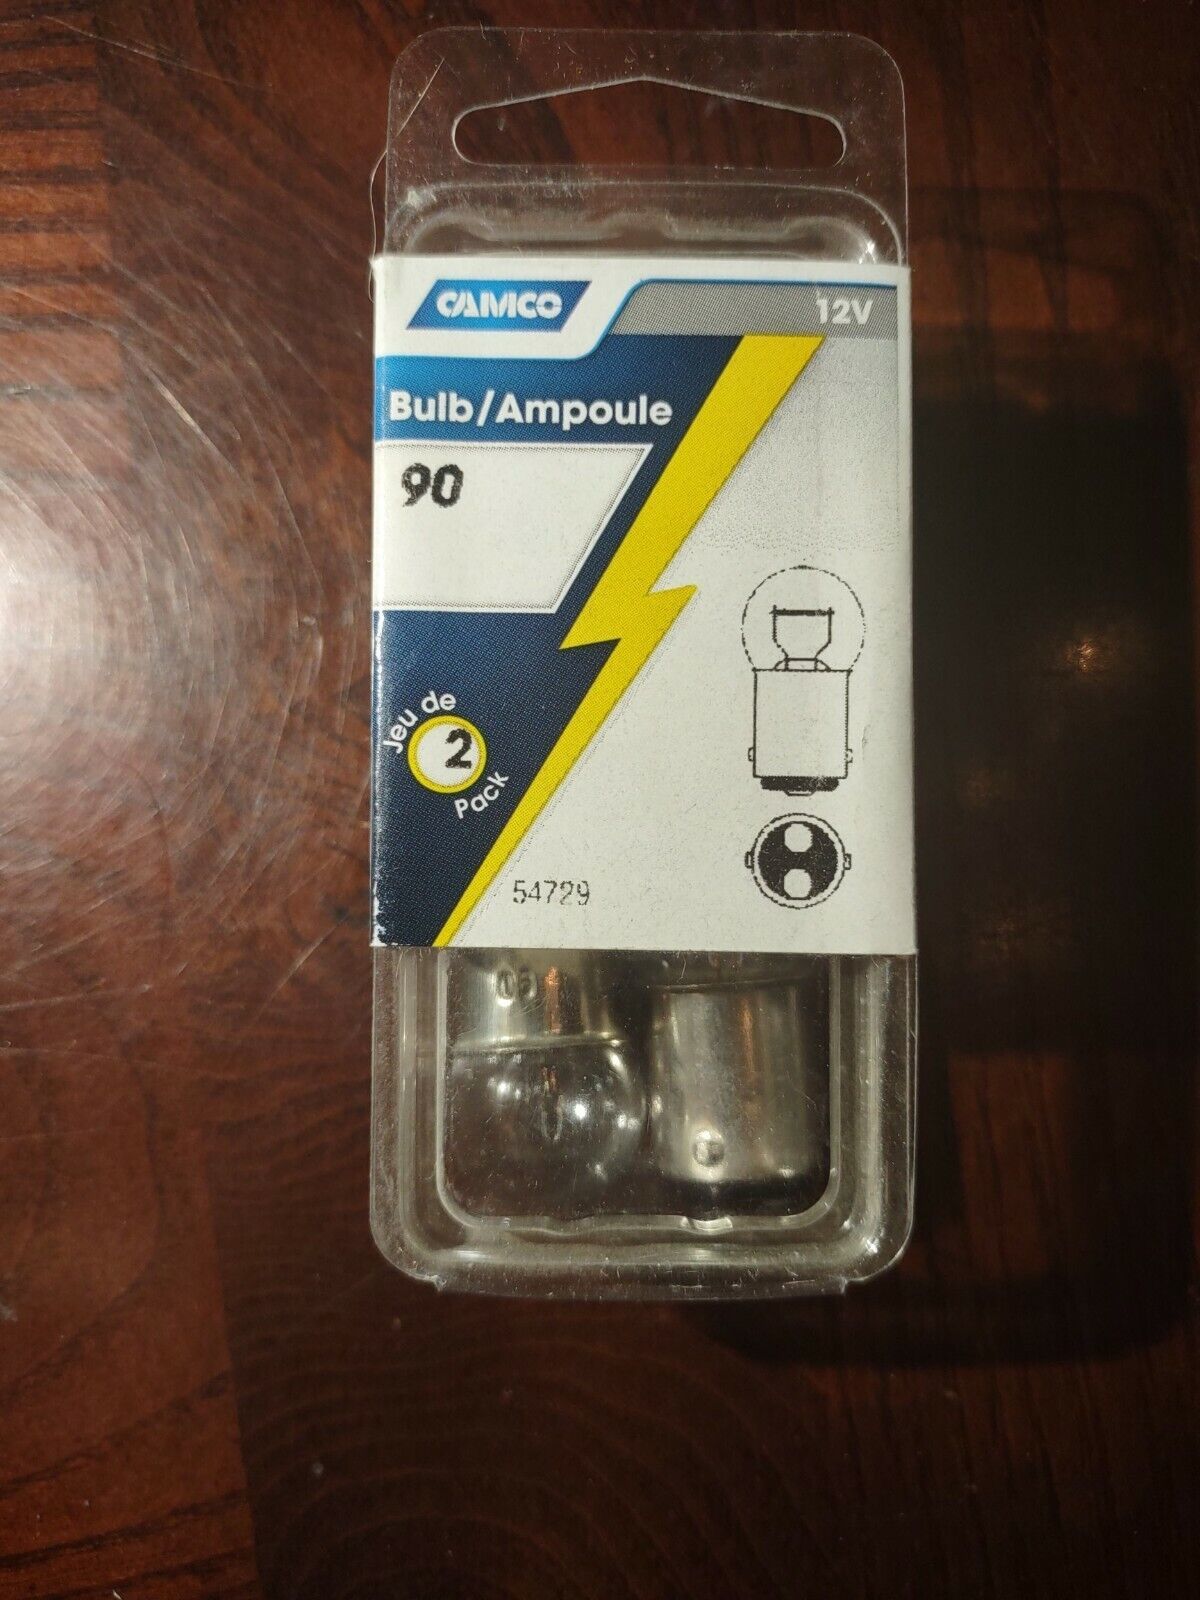 CAMCO
12V
Bulb/Ampoule
90
Jeu de
2
Pack
54729